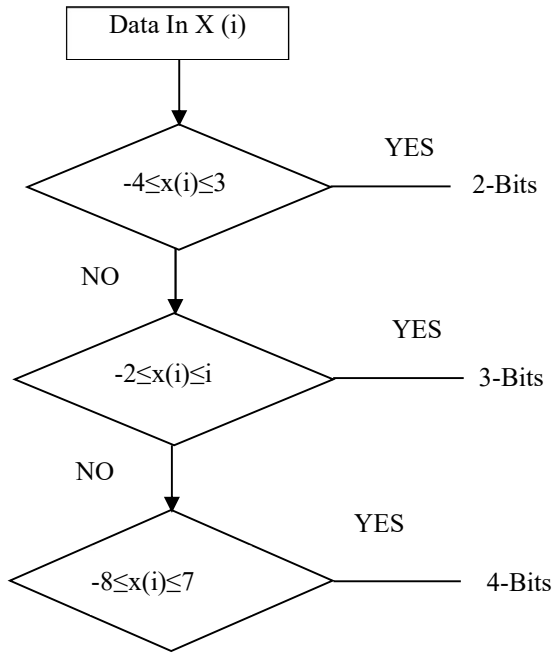 Data In X (i)
YES
-4≤x(i)≤3
2-Bits
NO
YES
-2≤x(i)≤i
3-Bits
NO
YES
-8≤x(i)≤7
4-Bits